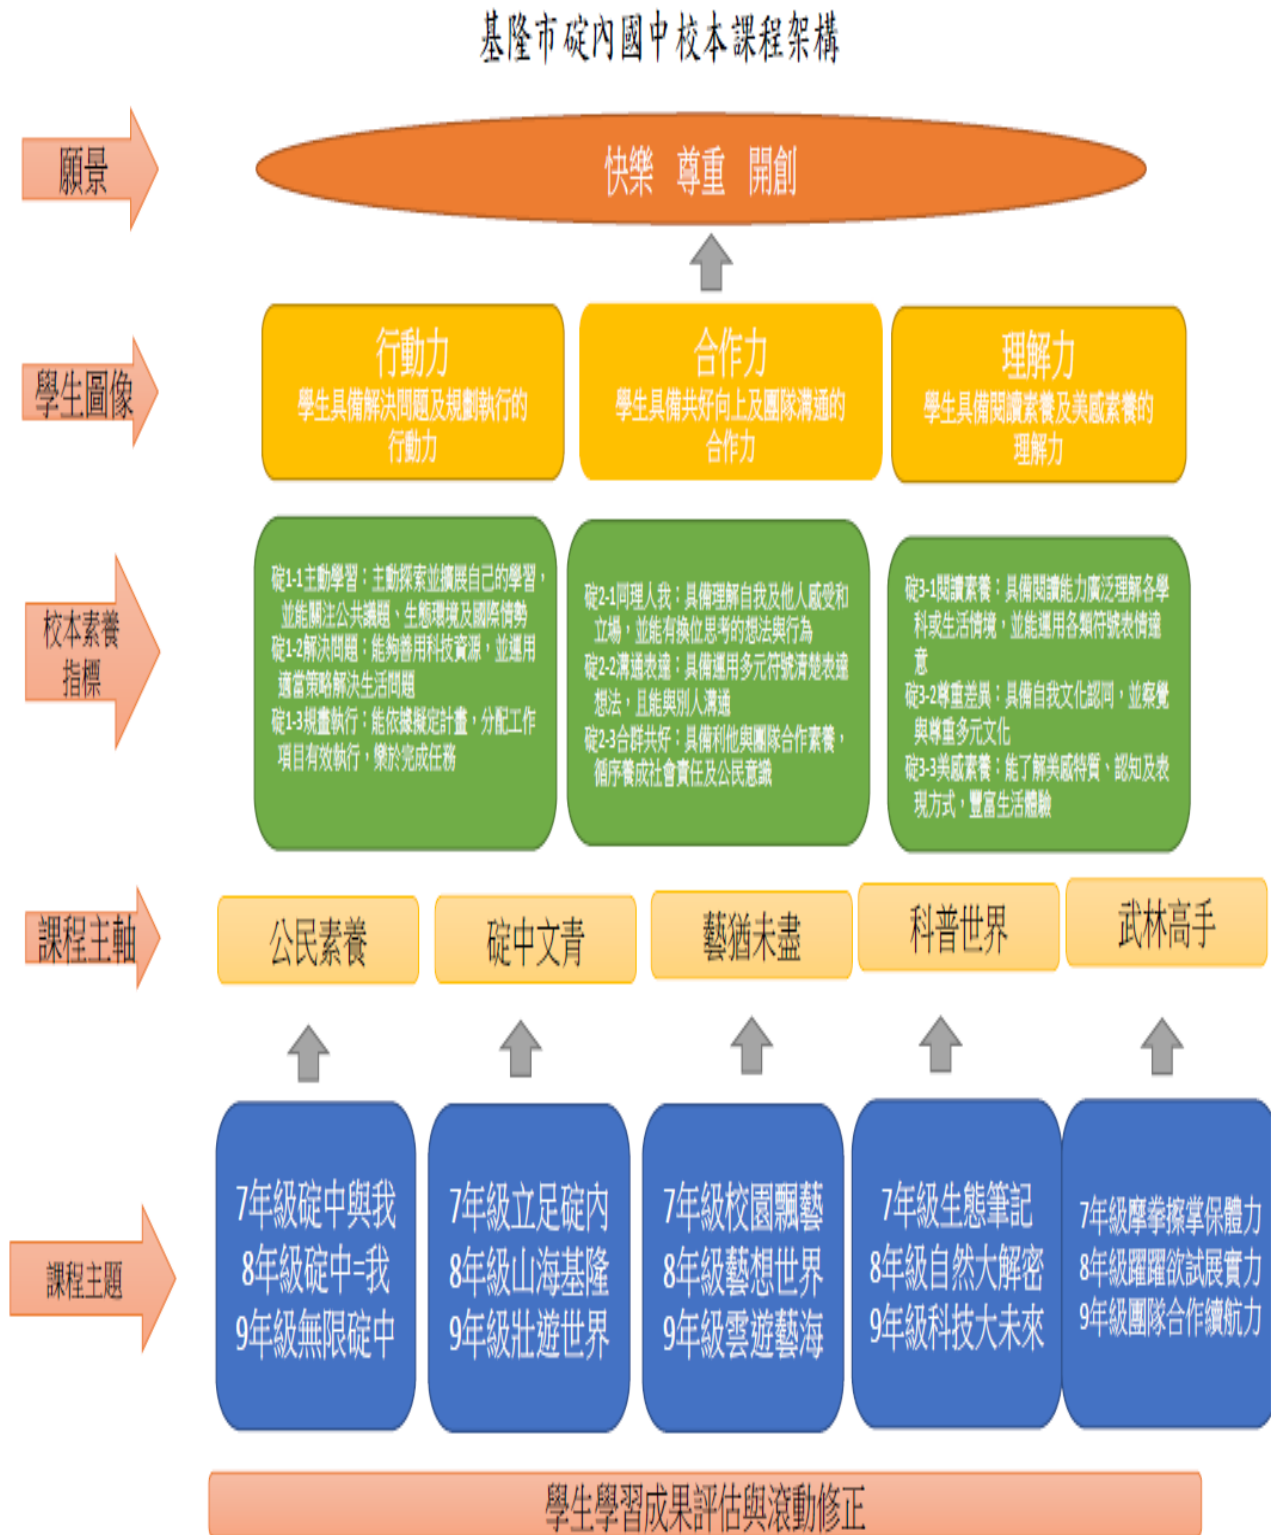 基隆市碇內國中校本課程架構
願景
快樂 尊重 開創
學生圖像
行動力
學生具備解決問題及規劃執行的
行動力
合作力
學生具備共好向上及團隊溝通的
合作力
理解力
學生具備閱讀素養及美感素養的
理解力
校本素養
指標
碇1-1主動學習：主動探索並擴展自己的學習，
並能關注公共議題、生態環境及國際情勢
碇1-2解決問題：能夠善用科技資源，並運用
適當策略解決生活問題
碇1-3規畫執行：能依據擬定計畫，分配工作
項目有效執行，樂於完成任務
碇2-1同理人我：具備理解自我及他人感受和
立場，並能有換位思考的想法與行為
碇2-2溝通表達：具備運用多元符號清楚表達
想法，且能與別人溝通
碇2-3合群共好：具備利他與團隊合作素養，
循序養成社會責任及公民意識
碇3-1閱讀素養：具備閱讀能力廣泛理解各學
科或生活情境，並能運用各類符號表情達
意
碇3-2尊重差異：具備自我文化認同，並察覺
與尊重多元文化
碇3-3美感素養：能了解美感特質、認知及表
現方式，豐富生活體驗
課程主軸
公民素養
碇中文青
藝猶未盡
科普世界
武林高手
課程主題
7年級碇中與我
8年級碇中=我
9年級無限碇中
7年級立足碇內
8年級山海基隆
9年級壯遊世界
7年級校園飄藝
8年級藝想世界
9年級雲遊藝海
7年級生態筆記
8年級自然大解密
9年級科技大未來
7年級摩拳擦掌保體力
8年級躍躍欲試展實力
9年級團隊合作續航力
學生學習成果評估與滾動修正